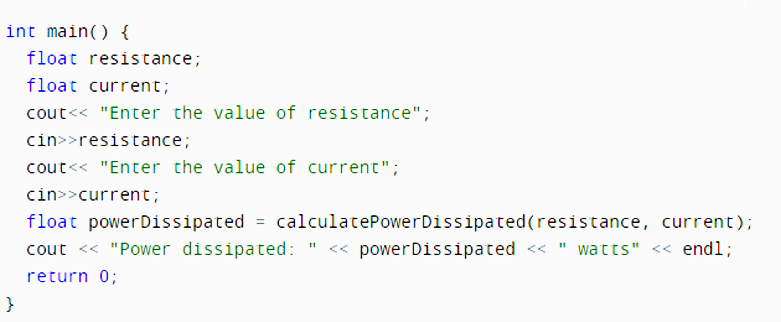 int main() {
  float resistance;
  float current;
  cout<< "Enter the value of resistance";
  cin>>resistance;
  cout<< "Enter the value of current";
  cin>>current;
  float powerDissipated = calculatePowerDissipated(resistance, current);
  cout << "Power dissipated: " << powerDissipated << " watts" << endl;
  return 0;
}